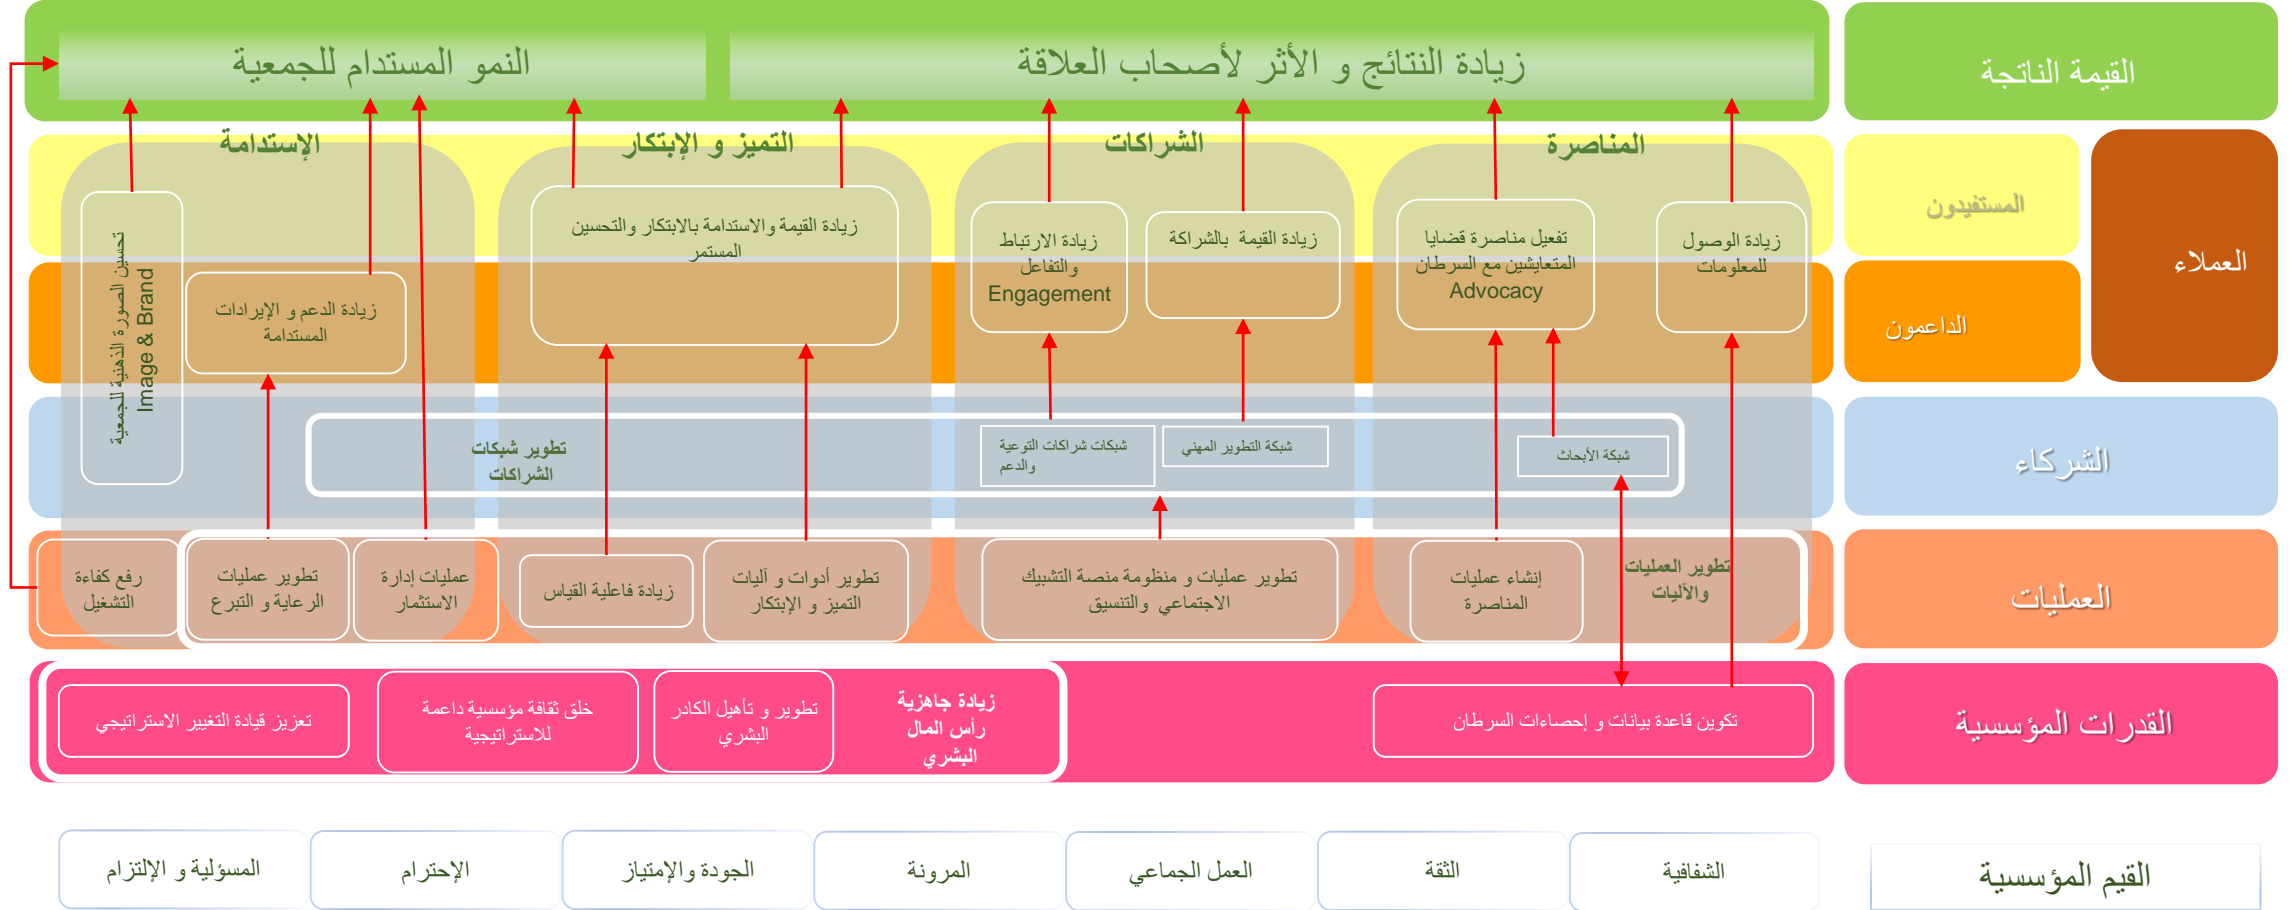 القيمة الناتجة
زيادة النتائج و الأثر لأصحاب العلاقة
النمو المستدام للجمعية
العملاء
المستفيدون
الداعمون
المناصرة
الشراكات
التميز و الإبتكار
الإستدامة
زيادة الوصول
للمعلومات
تفعيل مناصرة قضايا
المتعايشين مع السرطان
Advocacy
زيادة القيمة بالشراكة
زيادة الارتباط
والتفاعل
Engagement
زيادة القيمة والاستدامة بالابتكار والتحسين
المستمر
زيادة الدعم و الإيرادات
المستدامة
تحسين الصورة الذهنية للجمعية
Image & Brand
الشركاء
شبكة الأبحاث
شبكة التطوير المهني
شبكات شراكات التوعية
والدعم
تطوير شبكات
الشراكات
العمليات
تطوير العمليات
والآليات
إنشاء عمليات
المناصرة
تطوير عمليات و منظومة منصة التشبيك
الاجتماعي والتنسيق
تطوير أدوات و آليات
التميز و الإبتكار
زيادة فاعلية القياس
عمليات إدارة
الاستثمار
تطوير عمليات
الرعاية و التبرع
رفع كفاءة
التشغيل
القدرات المؤسسية
تكوين قاعدة بيانات و إحصاءات السرطان
زيادة جاهزية
رأس المال
البشري
تطوير و تأهيل الكادر
البشري
خلق ثقافة مؤسسية داعمة
للاستراتيجية
تعزيز قيادة التغيير الاستراتيجي
القيم المؤسسية
الشفافية
الثقة
العمل الجماعي
المرونة
الجودة والإمتياز
الإحترام
المسؤلية و الإلتزام